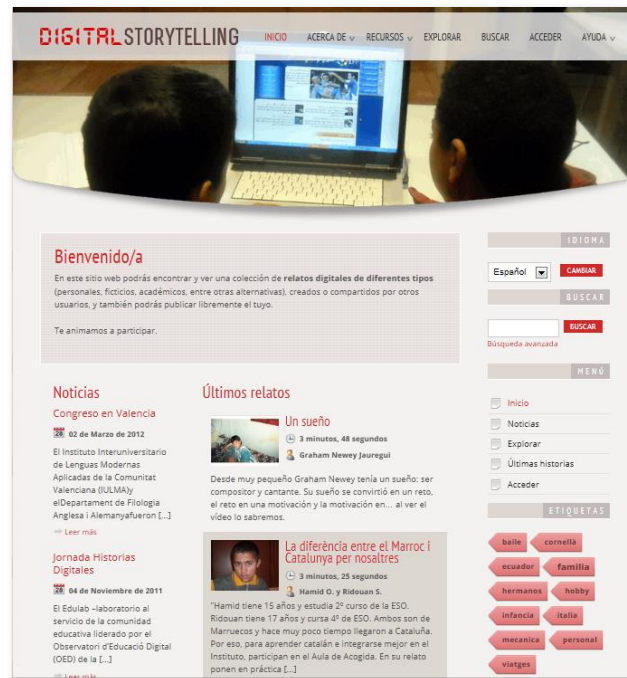 DIGITAL STORYTELLING
INICIO ACERCA DE RECURSOS EXPLORAR BUSCAR ACCEDER AYUDA
Bienvenido/a
En este sitio web podrás encontrar y ver una colección de relatos digitales de diferentes tipos
(personales, ficticios, académicos, entre otras alternativas), creados o compartidos por otros
usuarios, y también podrás publicar libremente el tuyo.
Te animamos a participar.
Noticias
Congreso en Valencia
02 de Marzo de 2012
El Instituto Interuniversitario
de Lenguas Modernas
Aplicadas de la Comunitat
Valenciana (IULMA)y
elDepartament de Filologia
Anglesa i Alemanyafueron [...]
Leer más
Jornada Historias
Digitales
04 de Noviembre de 2011
El Edulab –laboratorio al
servicio de la comunidad
educativa liderado por el
Observatori d'Educació Digital
(OED) de la [...]
Leer más
Últimos relatos
Un sueño
3 minutos, 48 segundos
Graham Newey Jauregui
Desde muy pequeño Graham Newey tenía un sueño: ser
compositor y cantante. Su sueño se convirtió en un reto,
el reto en una motivación y la motivación en... al ver el
vídeo lo sabremos.
La diferència entre el Marroc i
Catalunya per nosaltres
3 minutos, 25 segundos
Hamid O. y Ridouan S.
"Hamid tiene 15 años y estudia 2º curso de la ESO.
Ridouan tiene 17 años y cursa 4º de ESO. Ambos son de
Marruecos y hace muy poco tiempo llegaron a Cataluña.
Por eso, para aprender catalán e integrarse mejor en el
Instituto, participan en el Aula de Acogida. En su relato
ponen en práctica [...]
IDIOMA
Español CAMBIAR
BUSCAR
BUSCAR
Búsqueda avanzada
MENÚ
Inicio
Noticias
Explorar
Últimas historias
Acceder
ETIQUETAS
baile cornellà
ecuador familia
hermanos hobby
infancia italia
mecanica personal
viatges